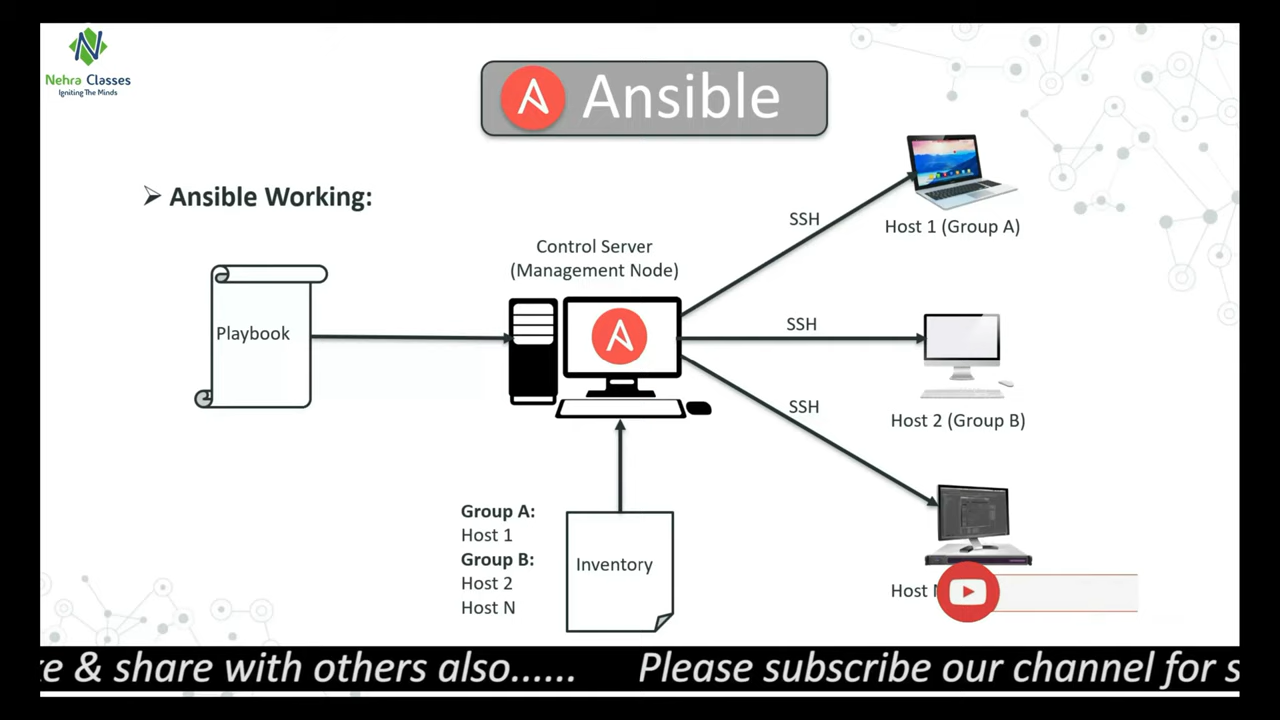 Nehra Classes
Igniting The Minds
Ansible
Ansible Working:
Control Server
(Management Node)
Playbook
SSH
SSH
SSH
Host 1 (Group A)
Host 2 (Group B)
Host
Group A:
Host 1
Group B:
Host 2
Host N
Inventory
& share with others also......
Please subscribe our channel for